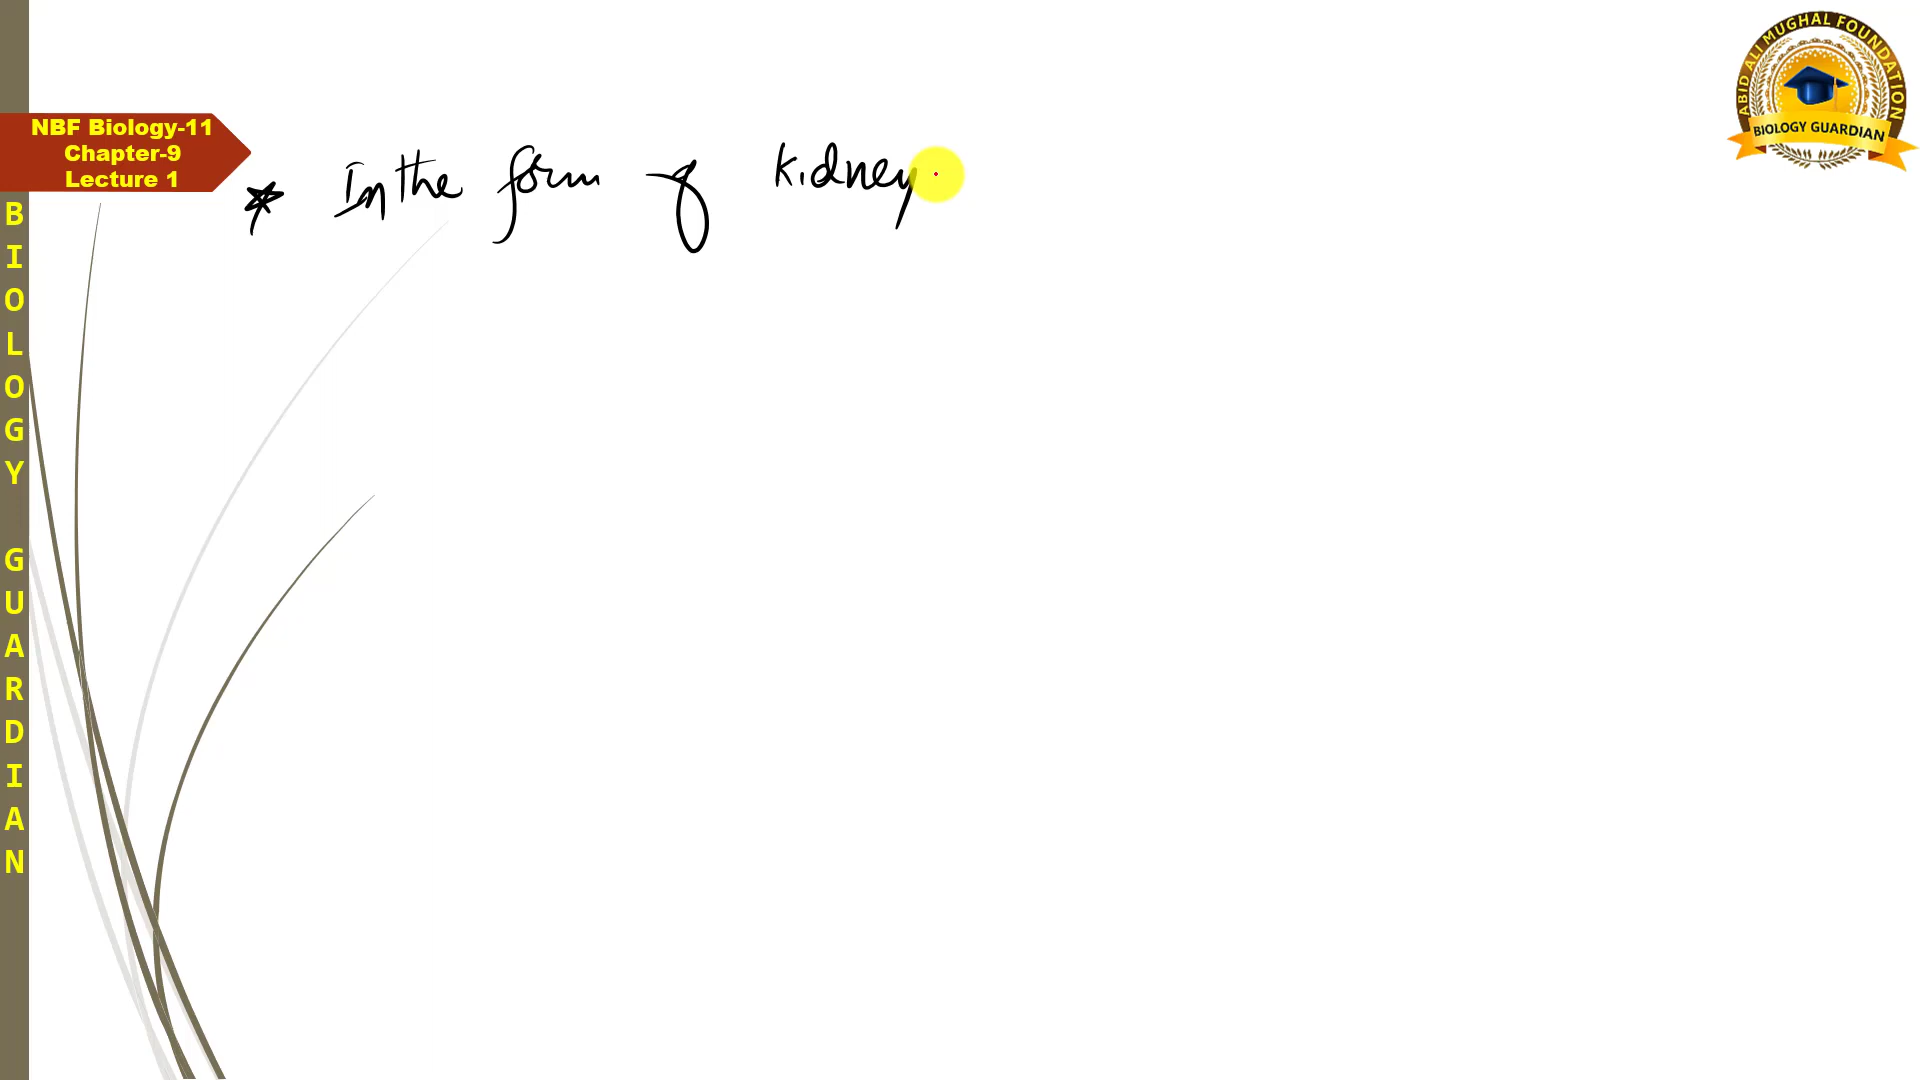 ABID ALI MUGHAL FOUNDATION
BIOLOGY GUARDIAN
NBF Biology-11
Chapter-9
Lecture 1
* In the form of kidney
BIOLOGY GUARDIAN